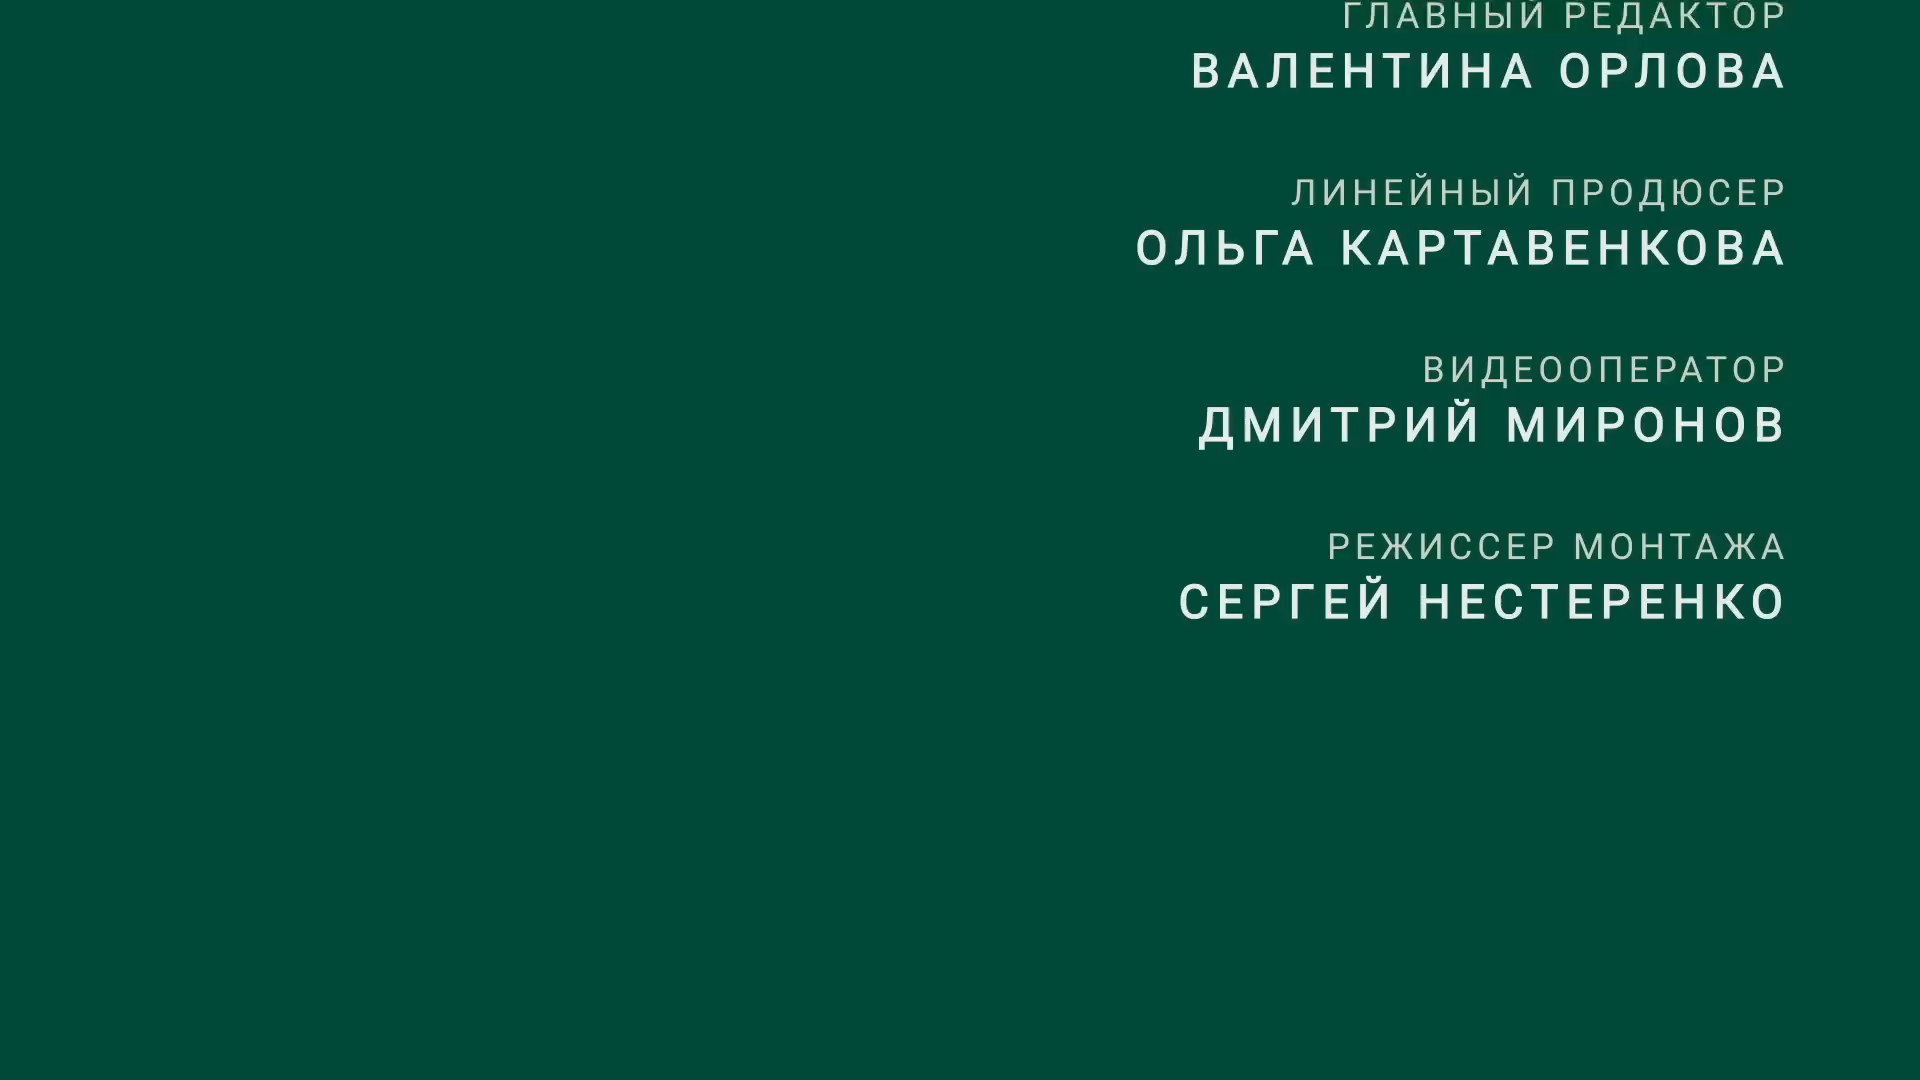 ГЛАВНЫЙ РЕДАКТОР
ВАЛЕНТИНА ОРЛОВА
ЛИНЕЙНЫЙ ПРОДЮСЕР
ОЛЬГА КАРТАВЕНКОВА
ВИДЕООПЕРАТОР
ДМИТРИЙ МИРОНОВ
РЕЖИССЕР МОНТАЖА
СЕРГЕЙ НЕСТЕРЕНКО